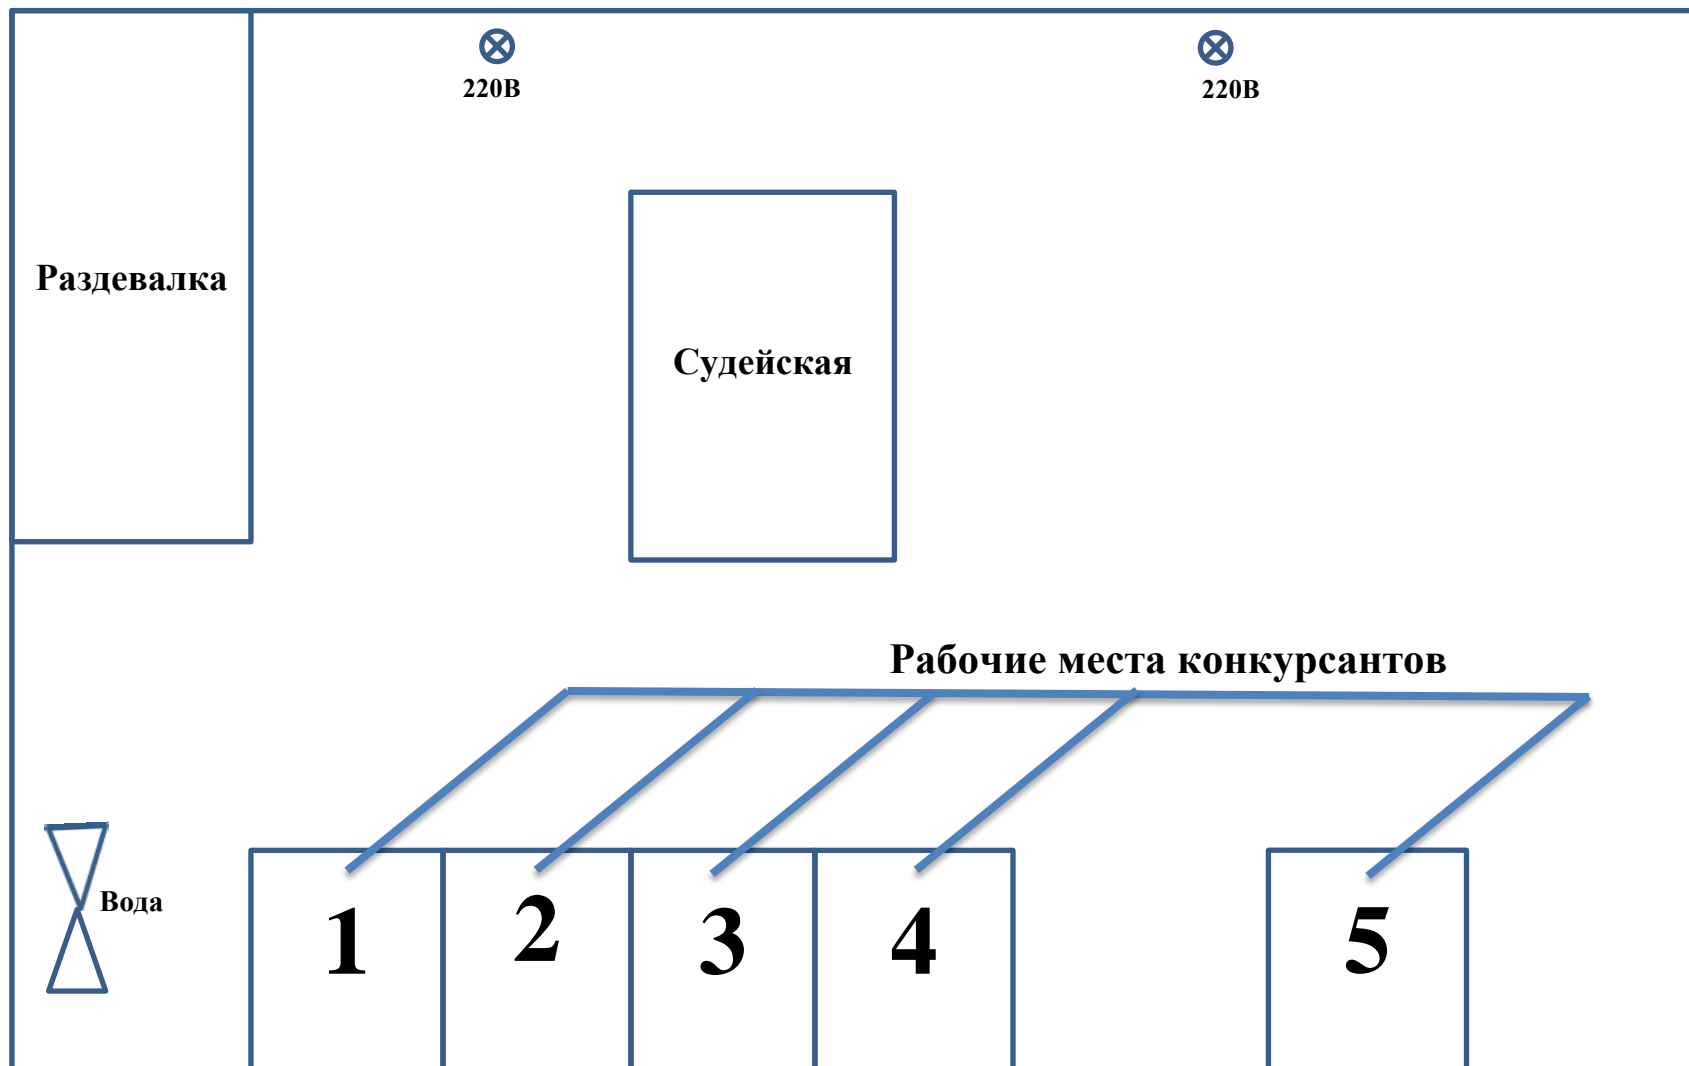 220В
220В
Раздевалка
Судейская
Рабочие места конкурсантов
Вода
1
2
3
4
5